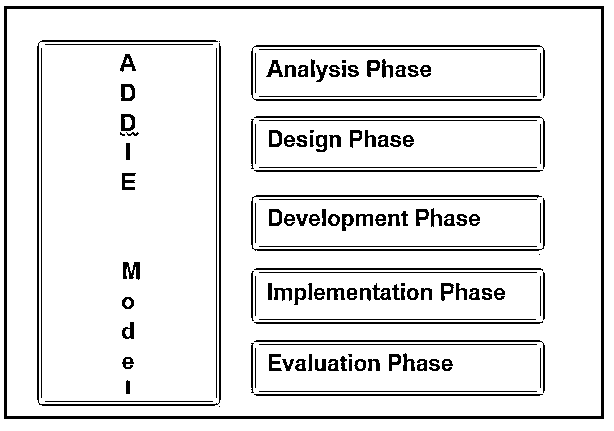 A
D
D
I
E
M
o
d
e
l
Analysis Phase
Design Phase
Development Phase
Implementation Phase
Evaluation Phase